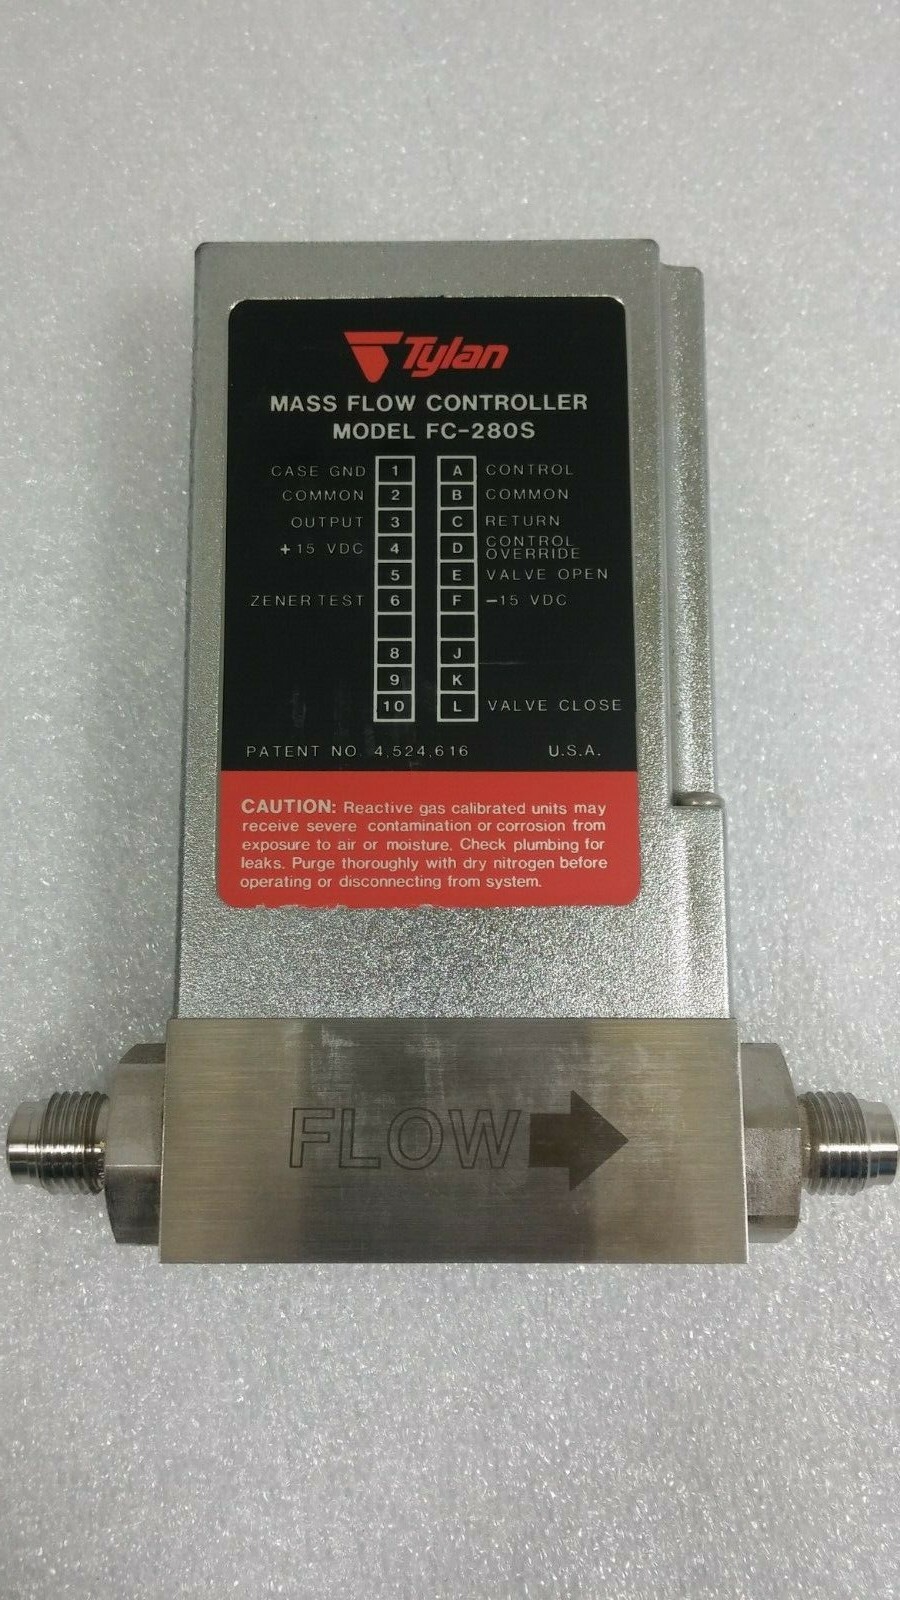 Tylan
MASS FLOW CONTROLLER
MODEL FC-280S
CASE GND 1 A CONTROL
COMMON 2 B COMMON
OUTPUT 3 C RETURN
+15 VDC 4 D CONTROL OVERRIDE
5 E VALVE OPEN
ZENER TEST 6 F -15 VDC
8 J
9 K
10 L VALVE CLOSE
PATENT NO. 4,524,616 U.S.A.
CAUTION: Reactive gas calibrated units may
receive severe contamination or corrosion from
exposure to air or moisture. Check plumbing for
leaks. Purge thoroughly with dry nitrogen before
operating or disconnecting from system.
FLOW